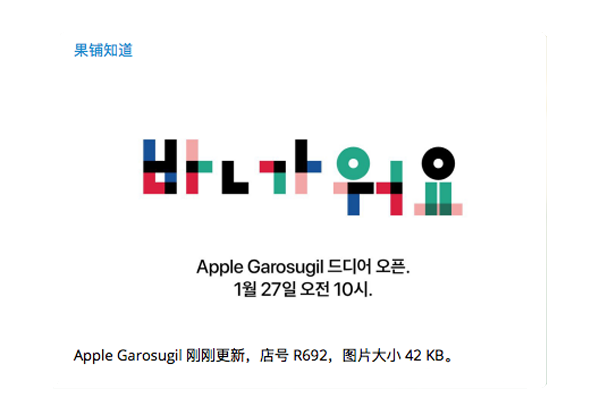 果铺知道
반가워요
Apple Garosugil 드디어 오픈.
1월 27일 오전 10시.
Apple Garosugil 刚刚更新，店号 R692，图片大小 42 KB。